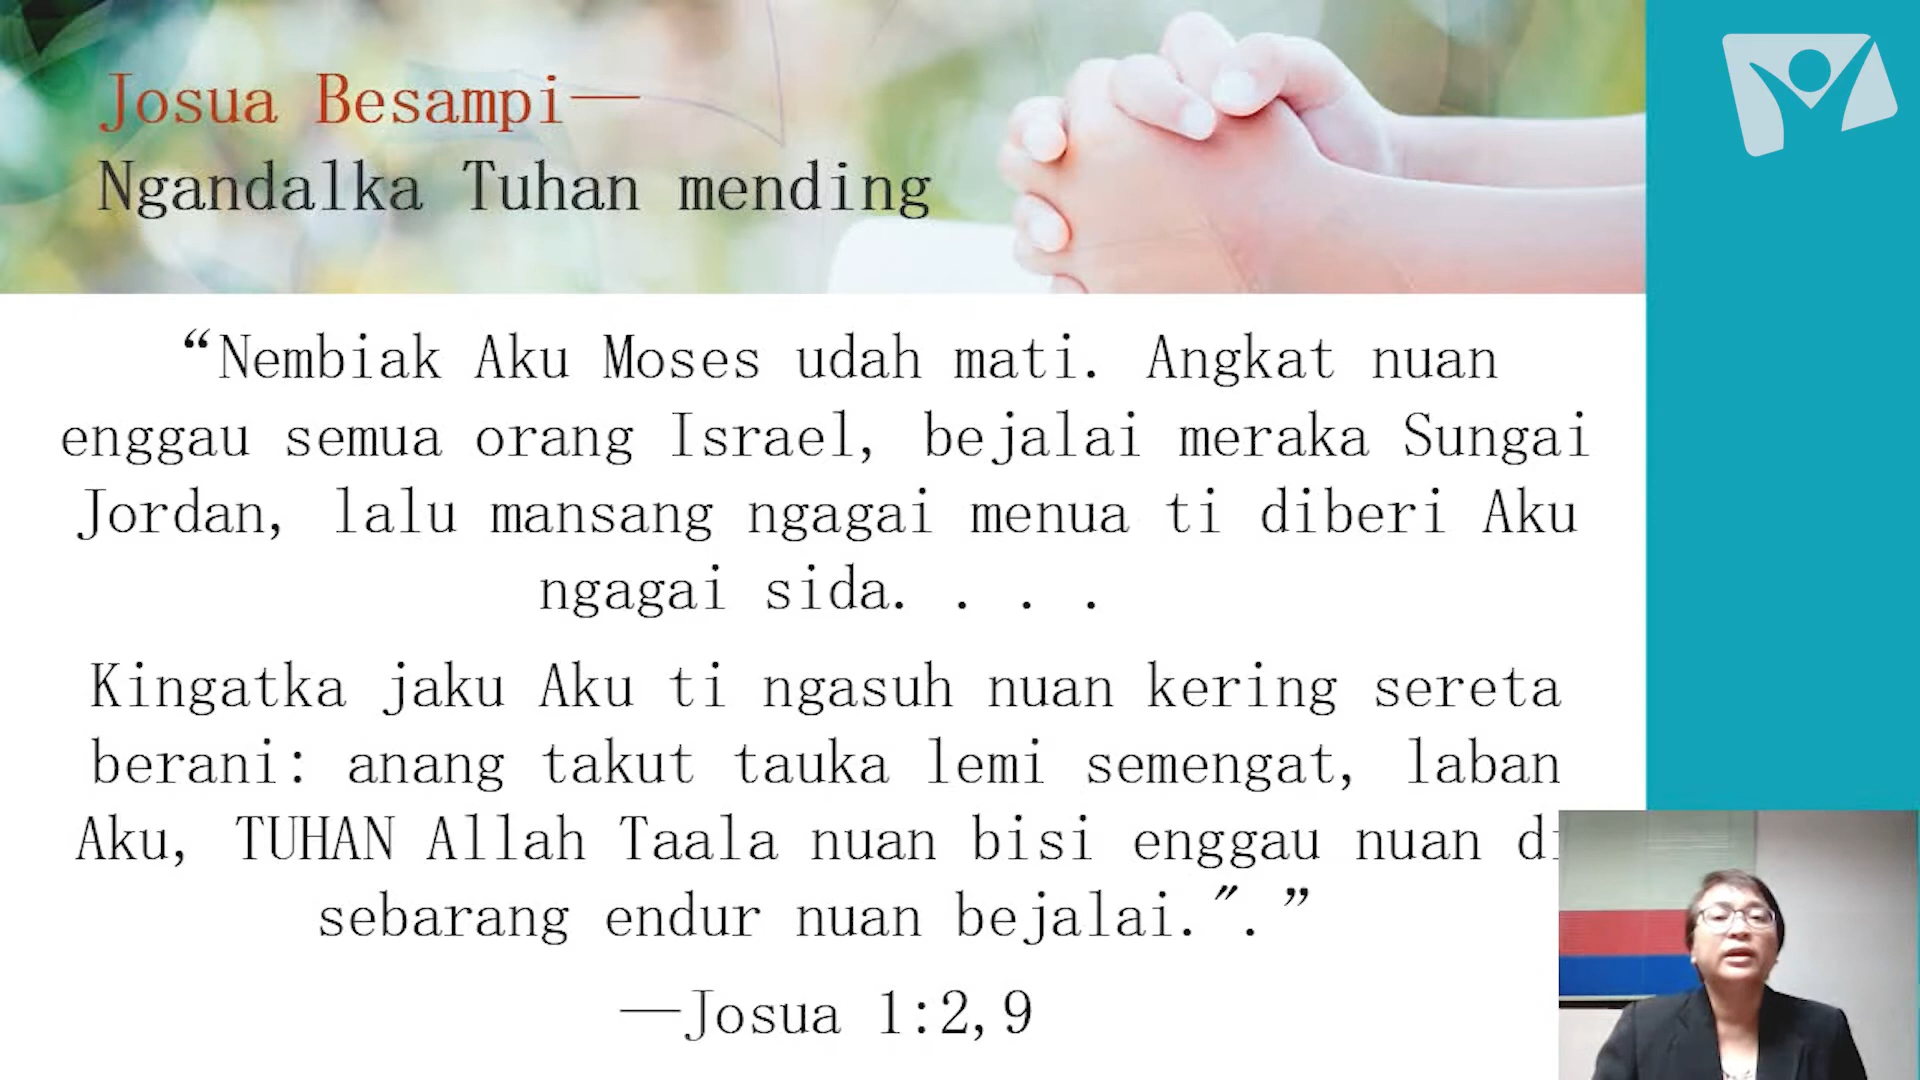 Josua Besampi—
Ngandalka Tuhan mending
“Nembiak Aku Moses udah mati. Angkat nuan
enggau semua orang Israel, bejalai meraka Sungai
Jordan, lalu mansang ngagai menua ti diberi Aku
ngagai sida. . . .
Kingatka jaku Aku ti ngasuh nuan kering sereta
berani: anang takut tauka lemi semengat, laban
Aku, TUHAN Allah Taala nuan bisi enggau nuan di
sebarang endur nuan bejalai.".”
—Josua 1:2,9